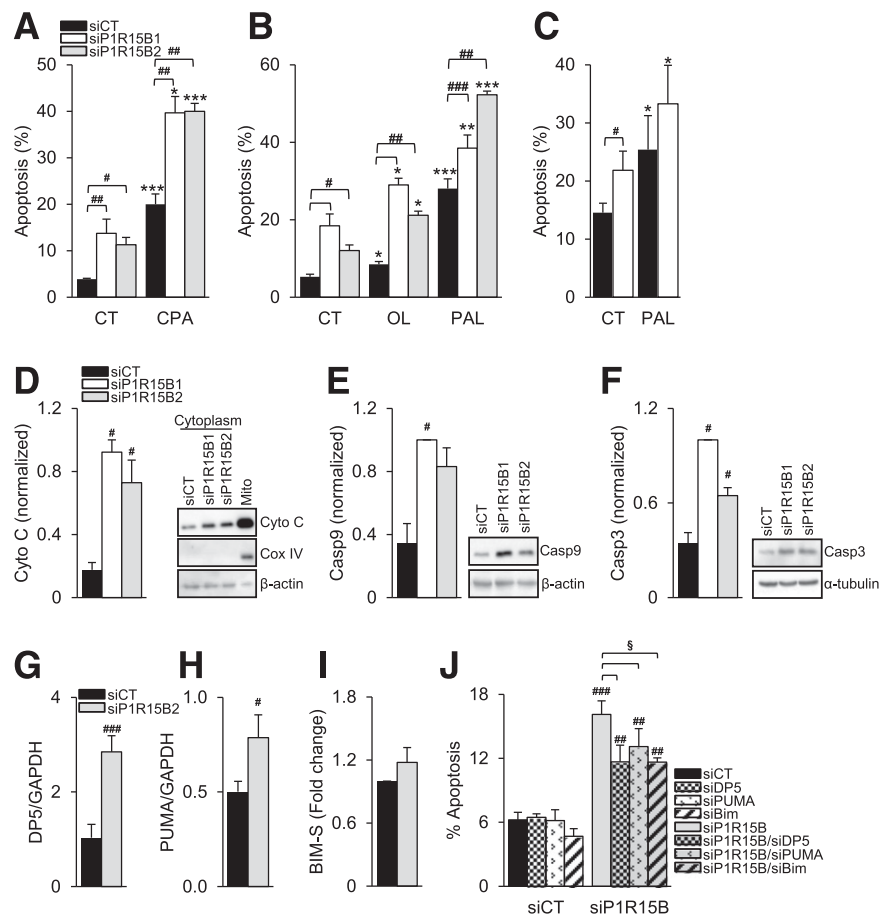 A
siCT
siP1R15B1
siP1R15B2
Apoptosis (%)
50
40
30
20
10
0
##
##
*
***
***
#
##
CT
CPA
B
Apoptosis (%)
60
40
20
0
##
###
***
**
***
##
*
*
*
#
CT
OL
PAL
C
Apoptosis (%)
40
30
20
10
0
#
*
*
CT
PAL
D
siCT
siP1R15B1
siP1R15B2
Cyto C (normalized)
1.2
0.8
0.4
0
#
#
Cytoplasm
siCT
siP1R15B1
siP1R15B2
Mito
Cyto C
Cox IV
β-actin
E
Casp9 (normalized)
1.2
0.8
0.4
0
#
siCT
siP1R15B1
siP1R15B2
Casp9
β-actin
F
Casp3 (normalized)
1.2
0.6
0
#
#
siCT
siP1R15B1
siP1R15B2
Casp3
α-tubulin
G
siCT
siP1R15B2
DP5/GAPDH
4
2
0
###
H
PUMA/GAPDH
1.0
0.5
0.0
#
I
BIM-S (Fold change)
1.8
1.2
0.6
0
J
% Apoptosis
18
12
6
0
§
###
##
##
##
siCT
siP1R15B
siCT
siDP5
siPUMA
siBim
siP1R15B
siP1R15B/siDP5
siP1R15B/siPUMA
siP1R15B/siBim